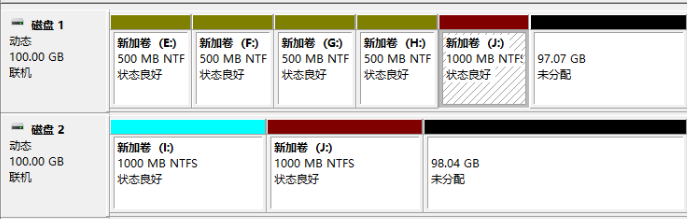 磁盘 1
动态
100.00 GB
联机
新加卷 (E:)
500 MB NTF
状态良好
新加卷 (F:)
500 MB NTF
状态良好
新加卷 (G:)
500 MB NTF
状态良好
新加卷 (H:)
500 MB NTF
状态良好
新加卷 (J:)
1000 MB NTFS
状态良好
97.07 GB
未分配
磁盘 2
动态
100.00 GB
联机
新加卷 (I:)
1000 MB NTFS
状态良好
新加卷 (J:)
1000 MB NTFS
状态良好
98.04 GB
未分配